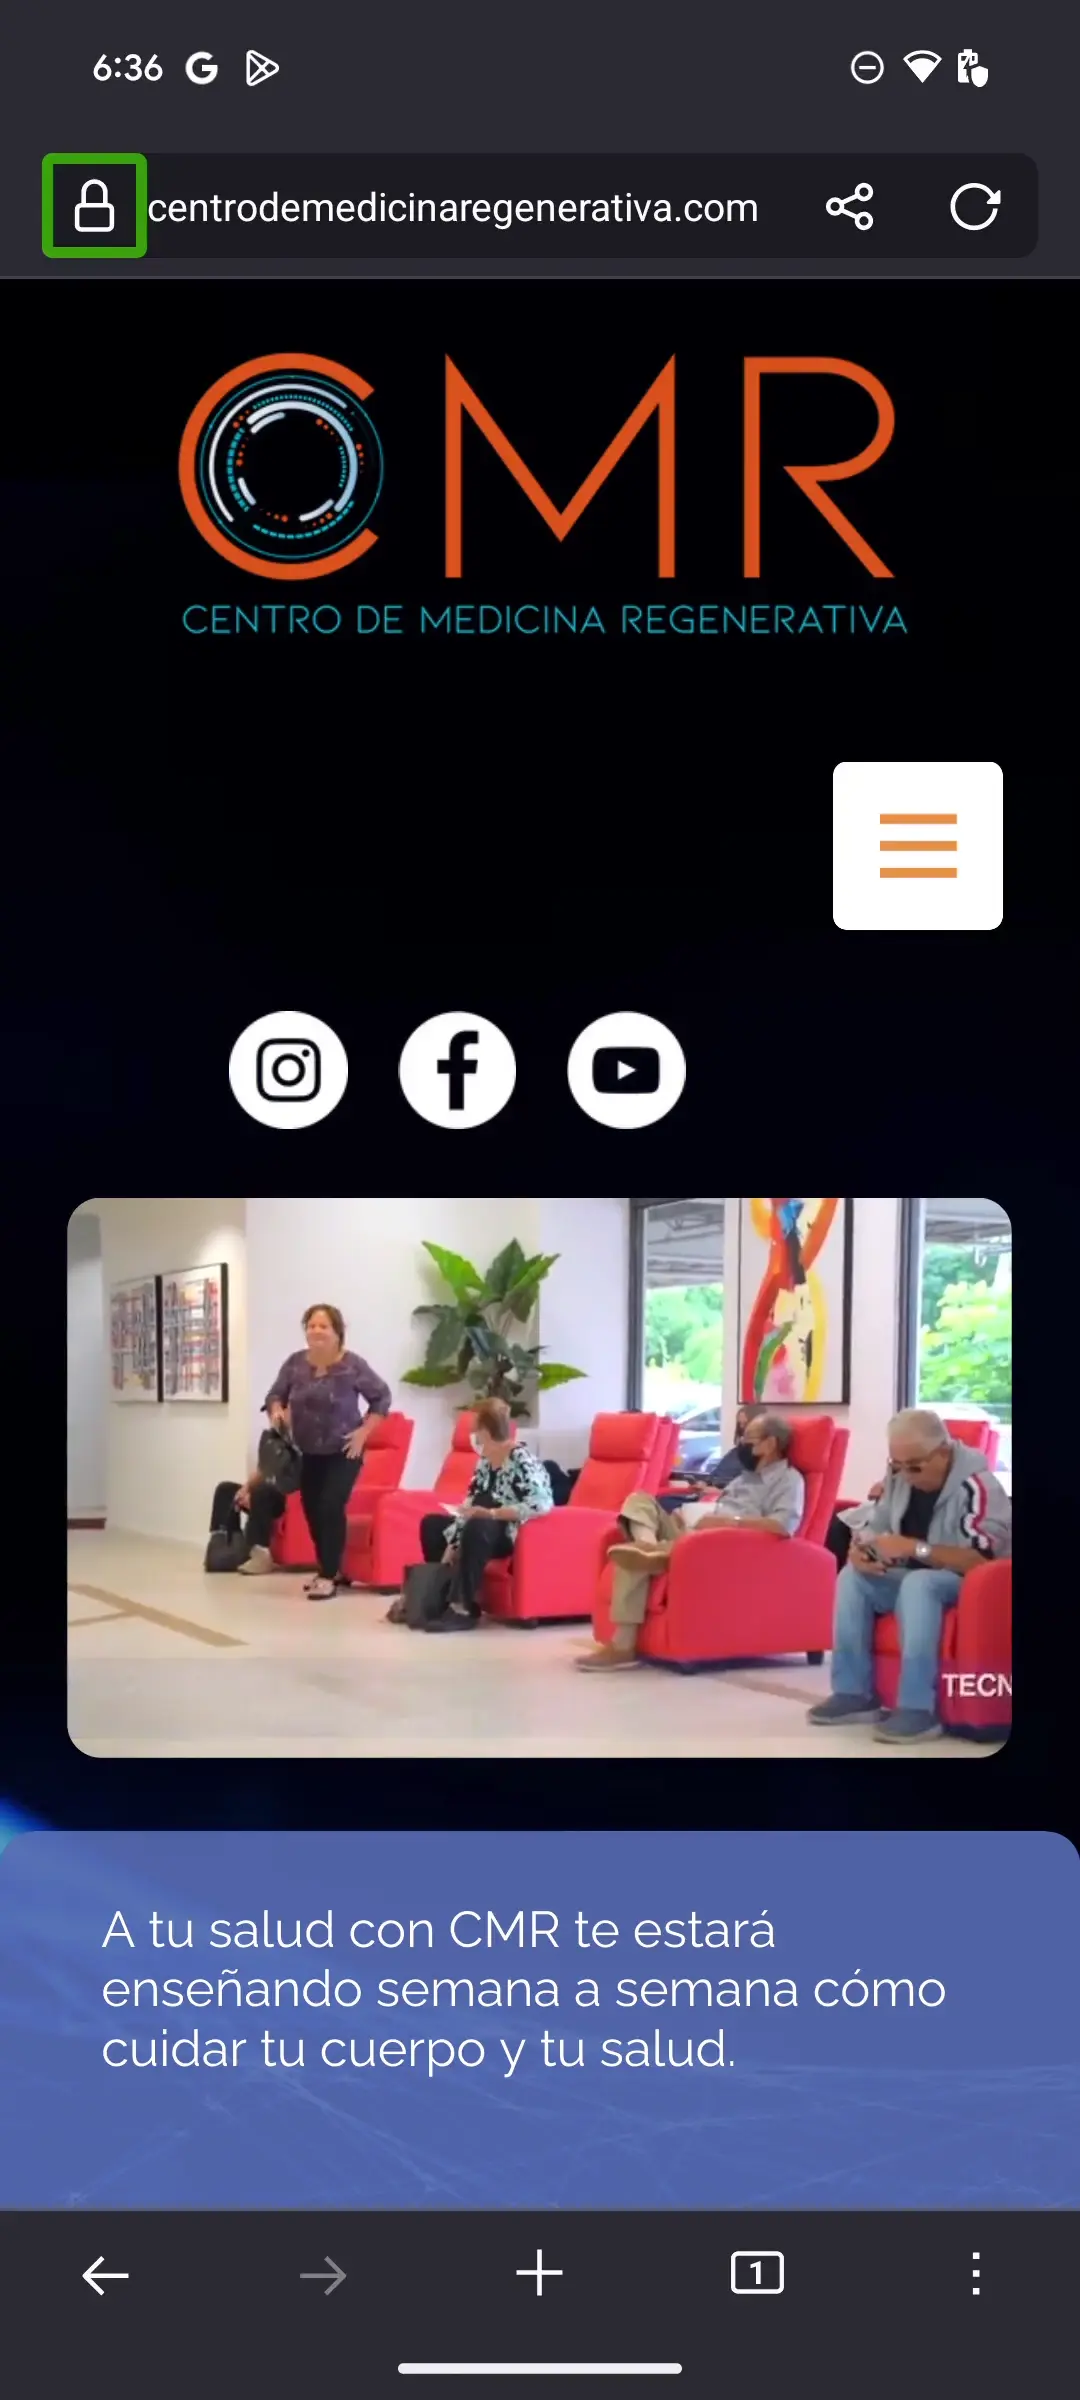 6:36
centrodemedicinaregenerativa.com
CMR
CENTRO DE MEDICINA REGENERATIVA
TECN
A tu salud con CMR te estará
enseñando semana a semana cómo
cuidar tu cuerpo y tu salud.
1